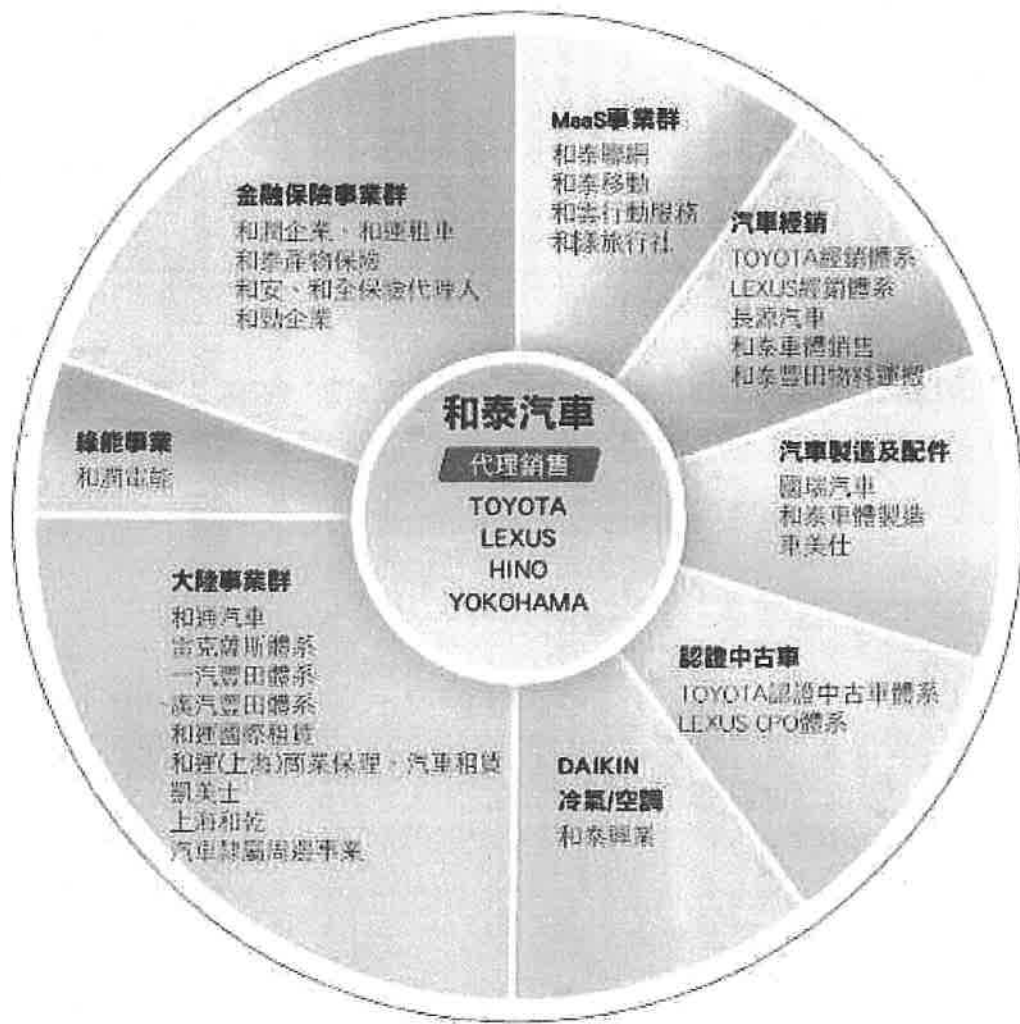 MaaS事業群
和泰聯網
和泰移動
和雲行動服務
和樣旅行社
汽車經銷
TOYOTA經銷體系
LEXUS經銷體系
長源汽車
和泰車體銷售
和泰豐田物料運搬
汽車製造及配件
國瑞汽車
和泰車體製造
車美仕
認證中古車
TOYOTA認證中古車體系
LEXUS CPO體系
DAIKIN
冷氣/空調
和泰興業
大陸事業群
和通汽車
雷克薩斯體系
一汽豐田體系
廣汽豐田體系
和運國際租賃
和運(上海)商業保理、汽車租賃
凱美士
上海和乾
汽車隸屬周邊事業
綠能事業
和潤電能
金融保險事業群
和潤企業、和運租車
和泰產物保險
和安、和全保險代理人
和勁企業
和泰汽車
代理銷售
TOYOTA
LEXUS
HINO
YOKOHAMA